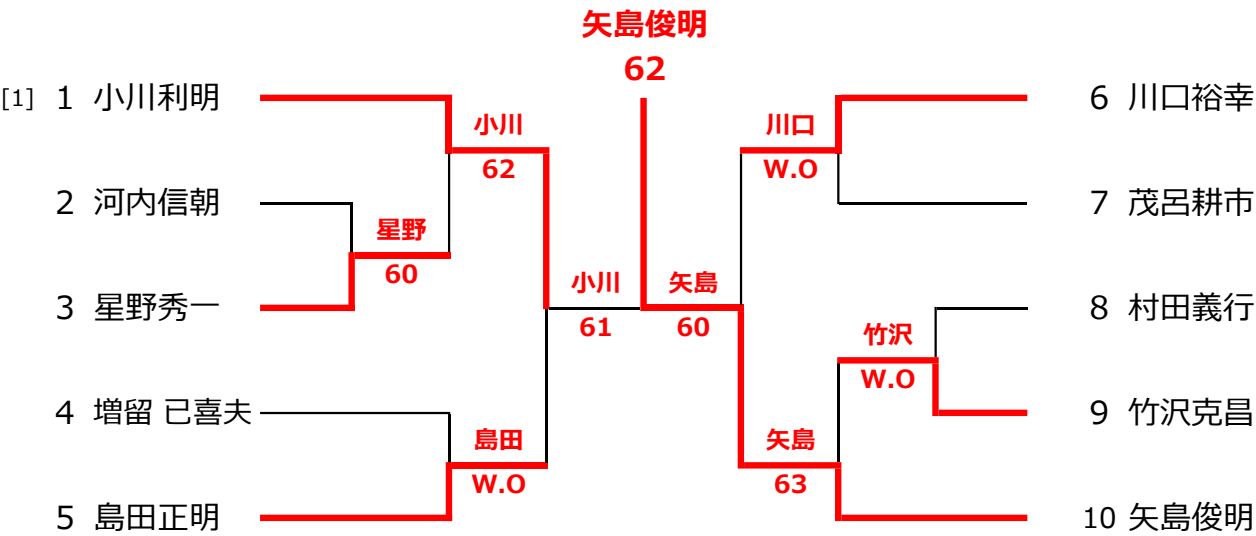 矢島俊明
62
[1] 1 小川利明
6 川口裕幸
小川
62
川口
W.O
2 河内信朝
7 茂呂耕市
星野
60
小川
61
矢島
60
3 星野秀一
8 村田義行
竹沢
W.O
4 増留 已喜夫
9 竹沢克昌
島田
W.O
矢島
63
5 島田正明
10 矢島俊明